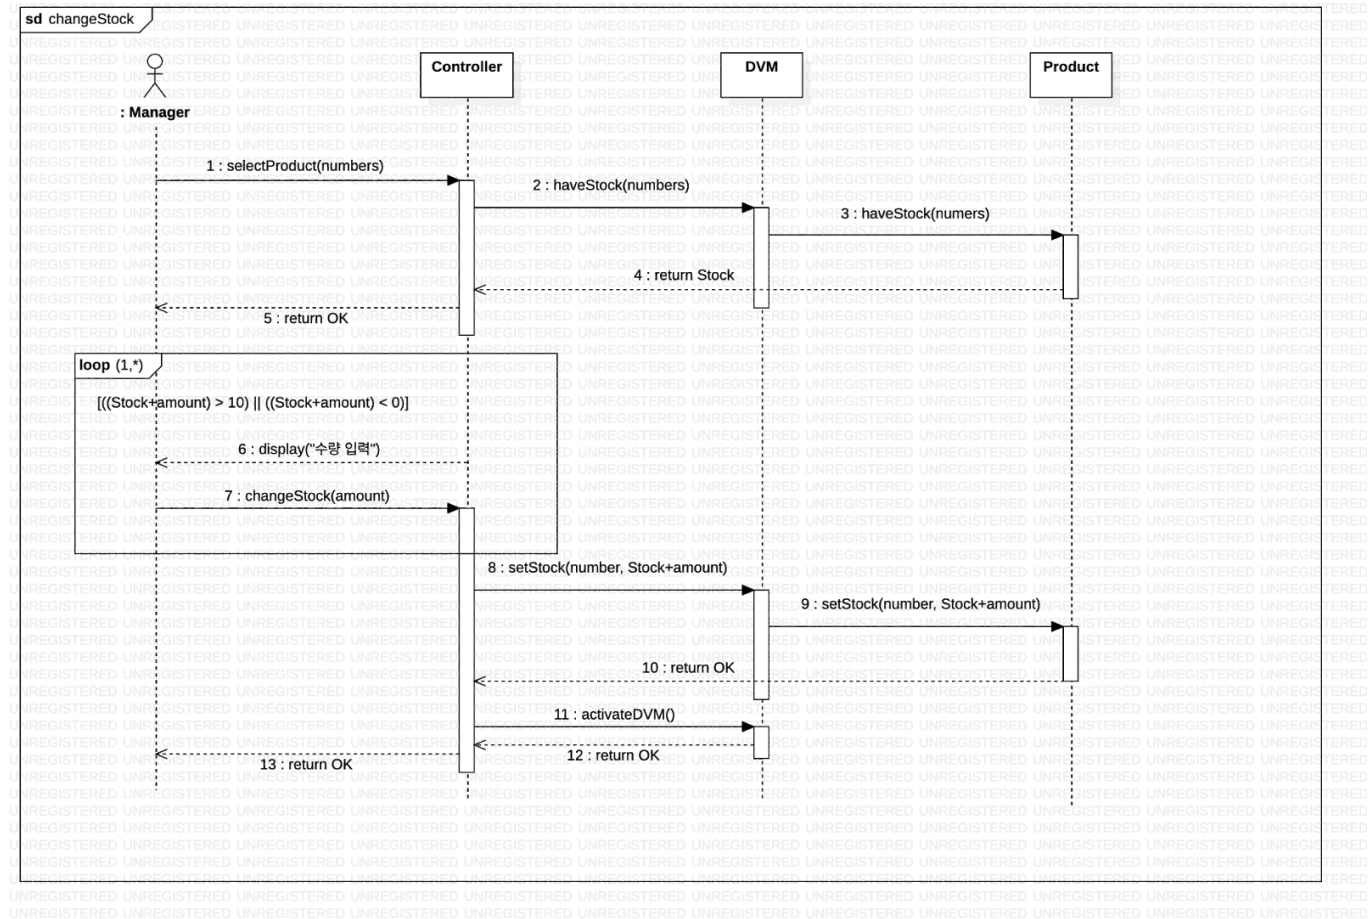 sd changeStock
Controller
DVM
Product
: Manager
1 : selectProduct(numbers)
2 : haveStock(numbers)
3 : haveStock(numers)
4 : return Stock
5 : return OK
loop (1,*)
[((Stock+amount) > 10) || ((Stock+amount) < 0)]
6 : display("수량 입력")
7 : changeStock(amount)
8 : setStock(number, Stock+amount)
9 : setStock(number, Stock+amount)
10 : return OK
11 : activateDVM()
12 : return OK
13 : return OK
UNREGISTERED